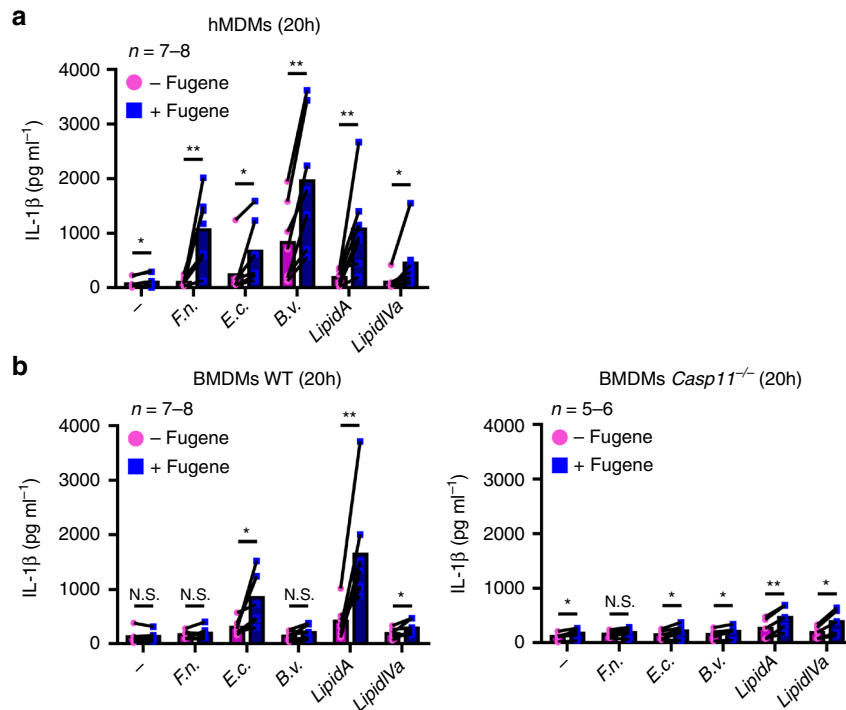 a
hMDMs (20h)
n = 7–8
– Fugene
+ Fugene
IL-1β (pg ml⁻¹)
4000
3000
2000
1000
0
*
**
*
**
**
*
–
F.n.
E.c.
B.v.
LipidA
LipidIVa
b
BMDMs WT (20h)
n = 7–8
– Fugene
+ Fugene
IL-1β (pg ml⁻¹)
4000
3000
2000
1000
0
N.S.
N.S.
*
N.S.
**
*
–
F.n.
E.c.
B.v.
LipidA
LipidIVa
BMDMs Casp11⁻/⁻ (20h)
n = 5–6
– Fugene
+ Fugene
IL-1β (pg ml⁻¹)
4000
3000
2000
1000
0
*
N.S.
*
*
**
*
–
F.n.
E.c.
B.v.
LipidA
LipidIVa